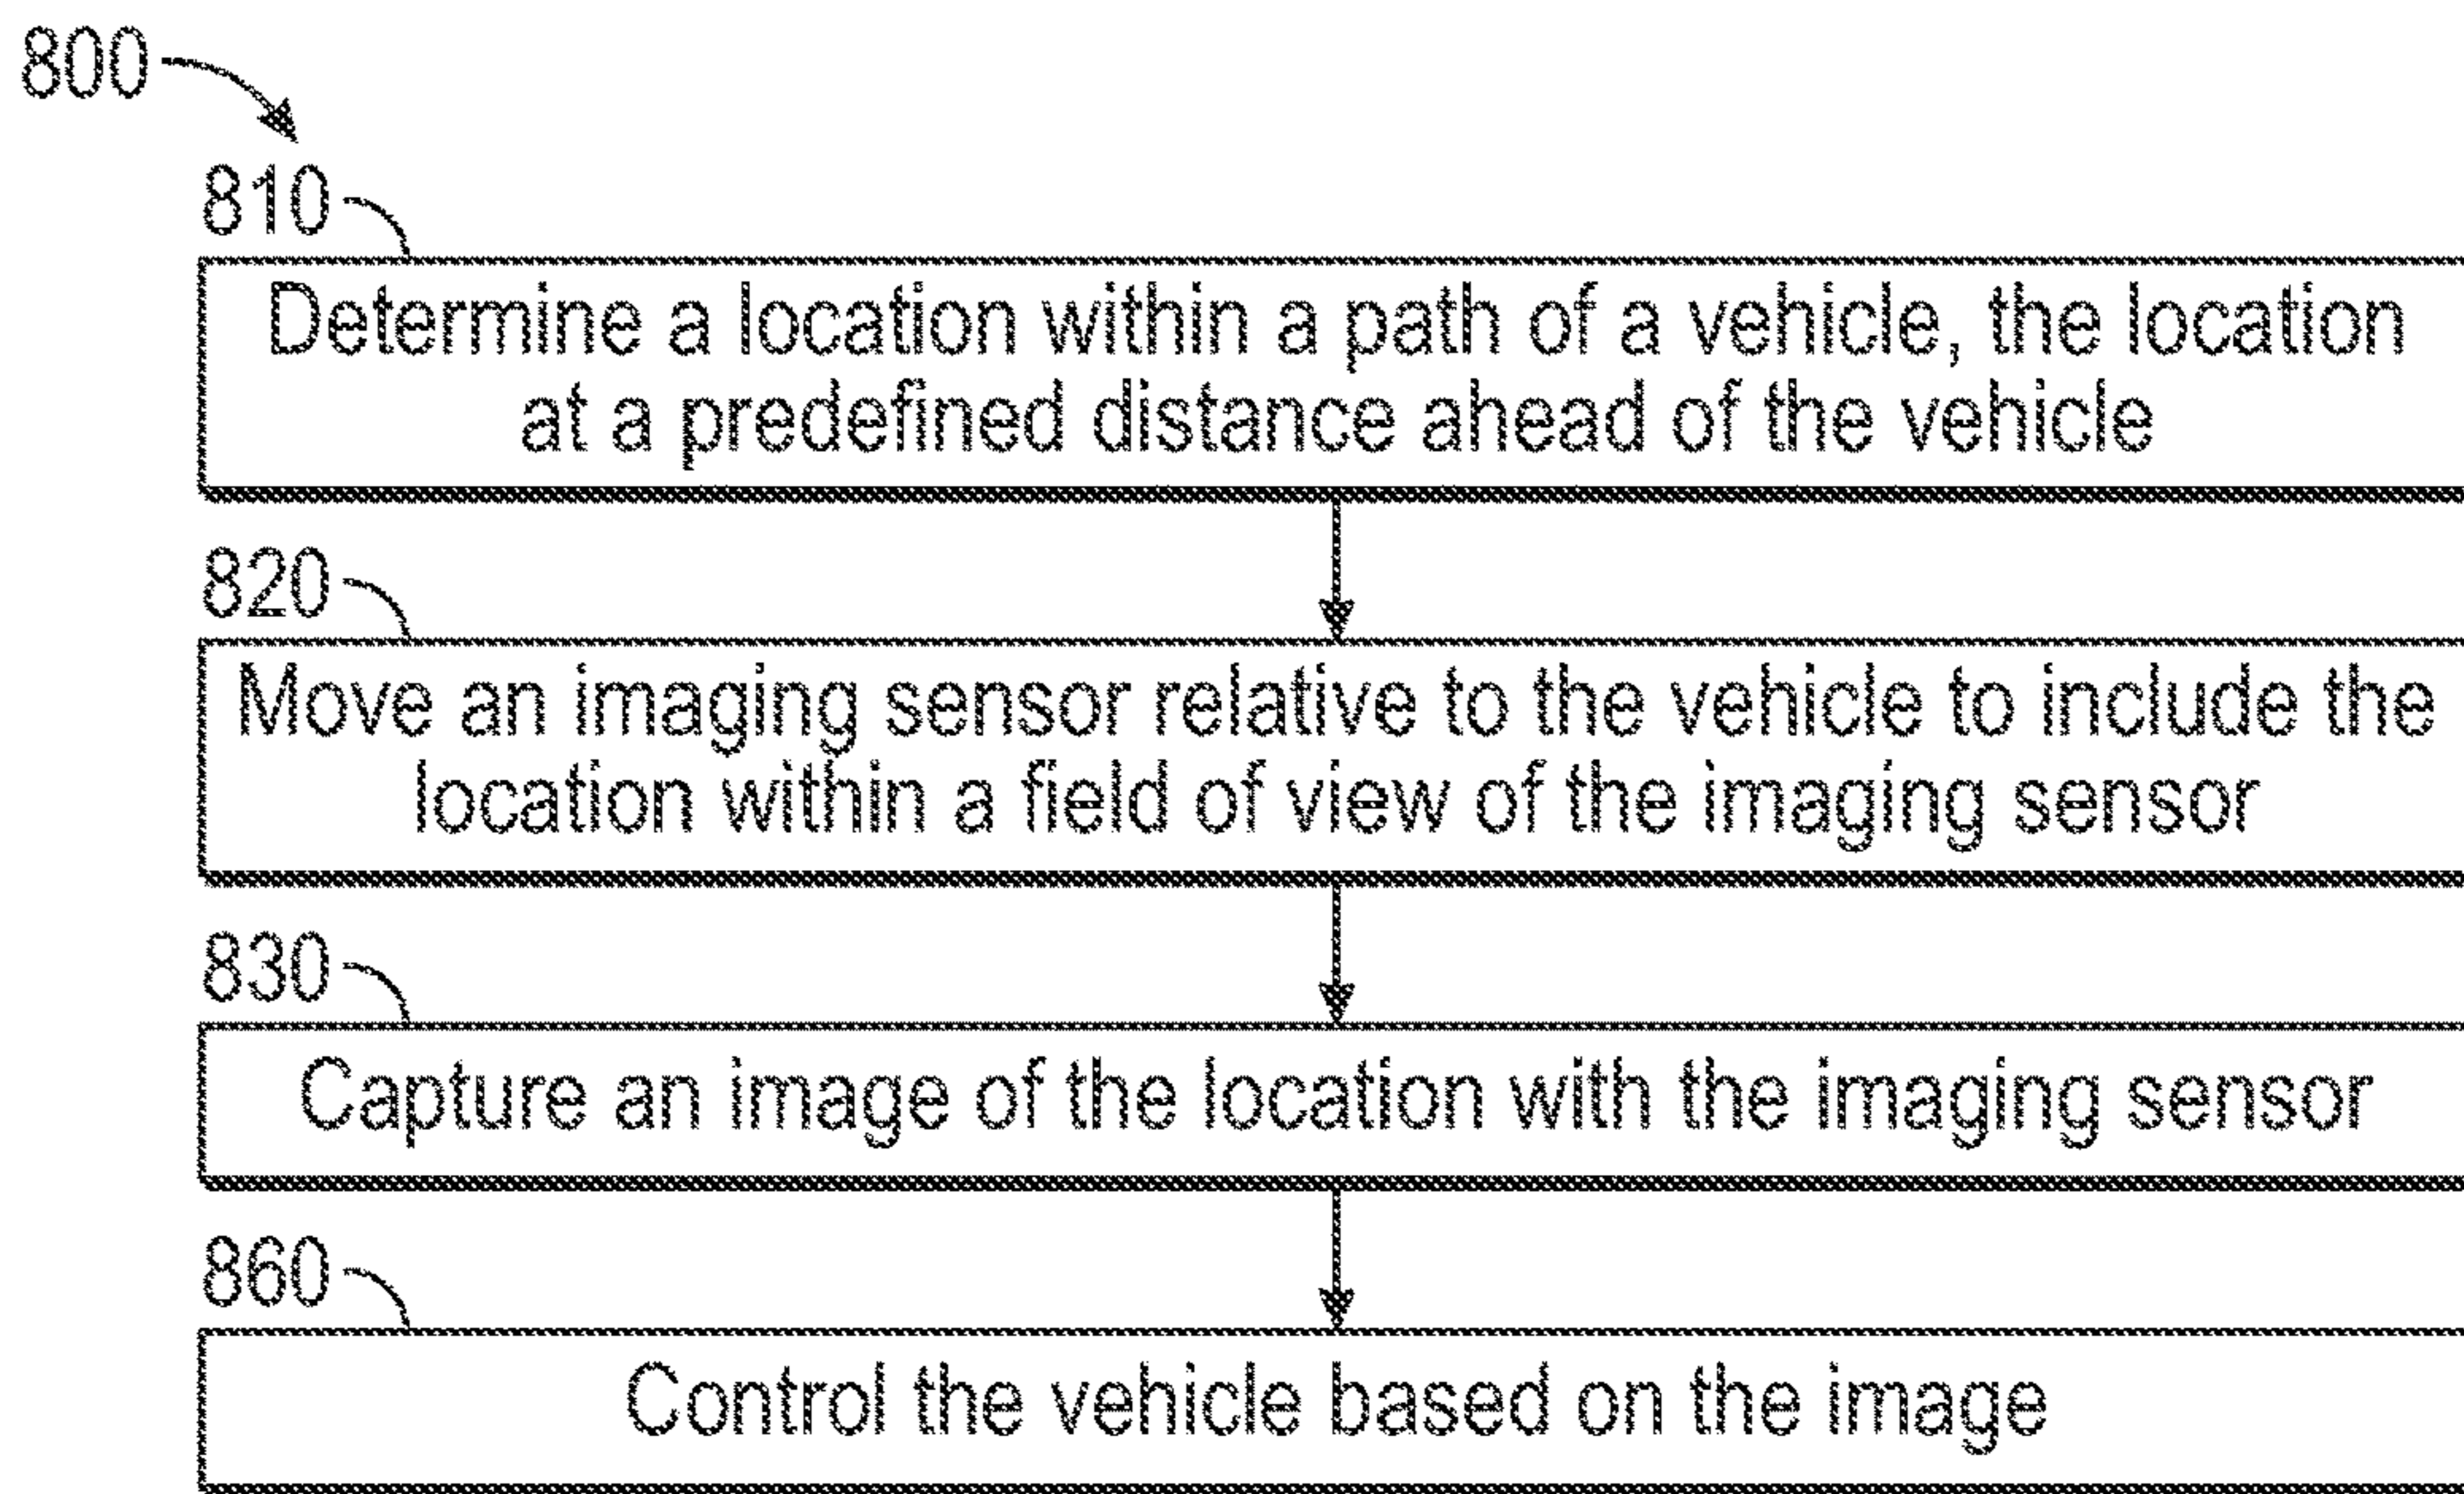 800
810
Determine a location within a path of a vehicle, the location
at a predefined distance ahead of the vehicle
820
Move an imaging sensor relative to the vehicle to include the
location within a field of view of the imaging sensor
830
Capture an image of the location with the imaging sensor
860
Control the vehicle based on the image